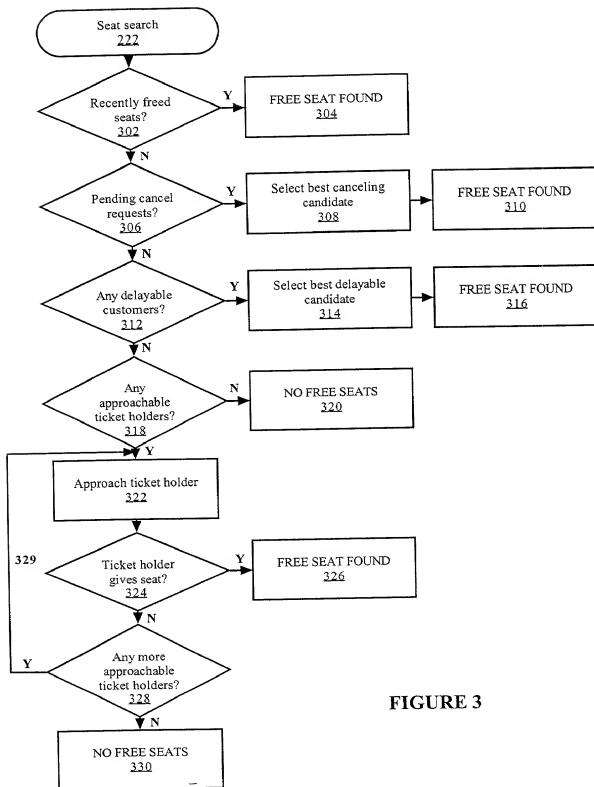 Seat search
222
Recently freed
seats?
302
Y
FREE SEAT FOUND
304
N
Pending cancel
requests?
306
Y
Select best canceling
candidate
308
FREE SEAT FOUND
310
N
Any delayable
customers?
312
Y
Select best delayable
candidate
314
FREE SEAT FOUND
316
N
Any
approachable
ticket holders?
318
N
NO FREE SEATS
320
Y
Approach ticket holder
322
329
Ticket holder
gives seat?
324
Y
FREE SEAT FOUND
326
N
Any more
approachable
ticket holders?
328
Y
N
NO FREE SEATS
330
FIGURE 3